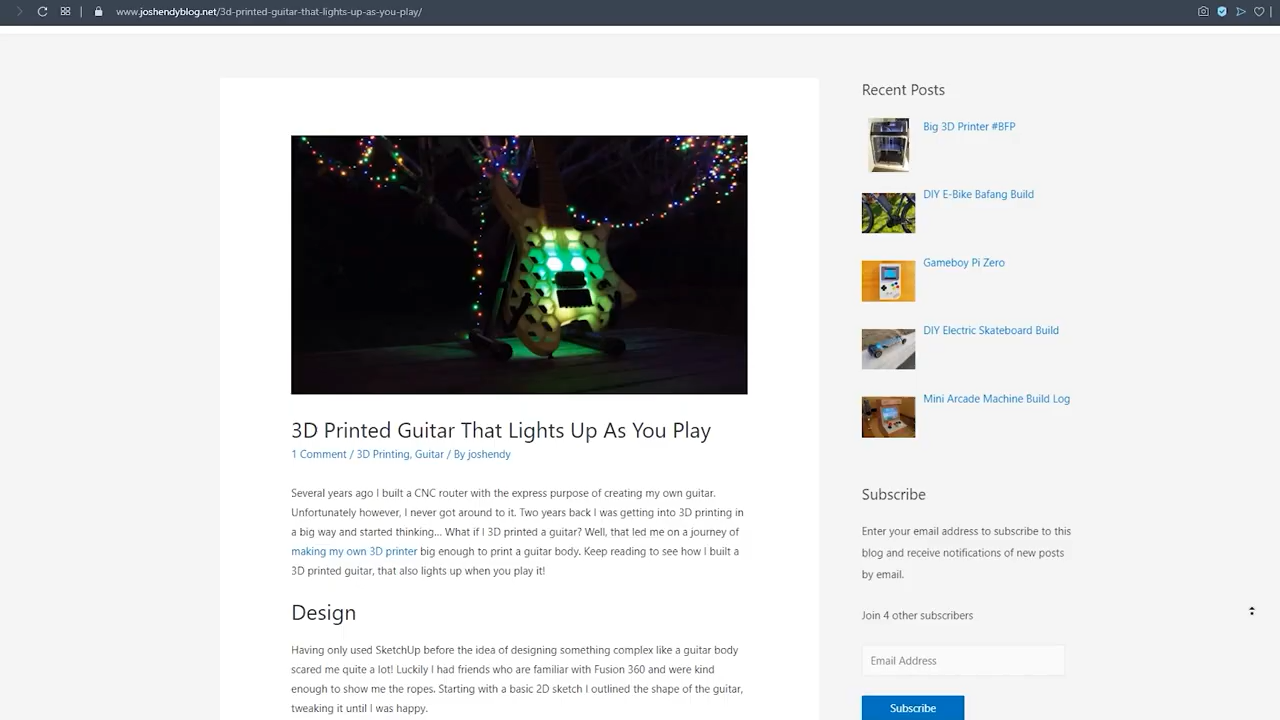 www.joshendyblog.net/3d-printed-guitar-that-lights-up-as-you-play/
3D Printed Guitar That Lights Up As You Play
1 Comment / 3D Printing, Guitar / By joshendy
Several years ago I built a CNC router with the express purpose of creating my own guitar.
Unfortunately however, I never got around to it. Two years back I was getting into 3D printing in
a big way and started thinking... What if I 3D printed a guitar? Well, that led me on a journey of
making my own 3D printer big enough to print a guitar body. Keep reading to see how I built a
3D printed guitar, that also lights up when you play it!
Design
Having only used SketchUp before the idea of designing something complex like a guitar body
scared me quite a lot! Luckily I had friends who are familiar with Fusion 360 and were kind
enough to show me the ropes. Starting with a basic 2D sketch I outlined the shape of the guitar,
tweaking it until I was happy.
Recent Posts
Big 3D Printer #BFP
DIY E-Bike Bafang Build
Gameboy Pi Zero
DIY Electric Skateboard Build
Mini Arcade Machine Build Log
Subscribe
Enter your email address to subscribe to this
blog and receive notifications of new posts
by email.
Join 4 other subscribers
Email Address
Subscribe